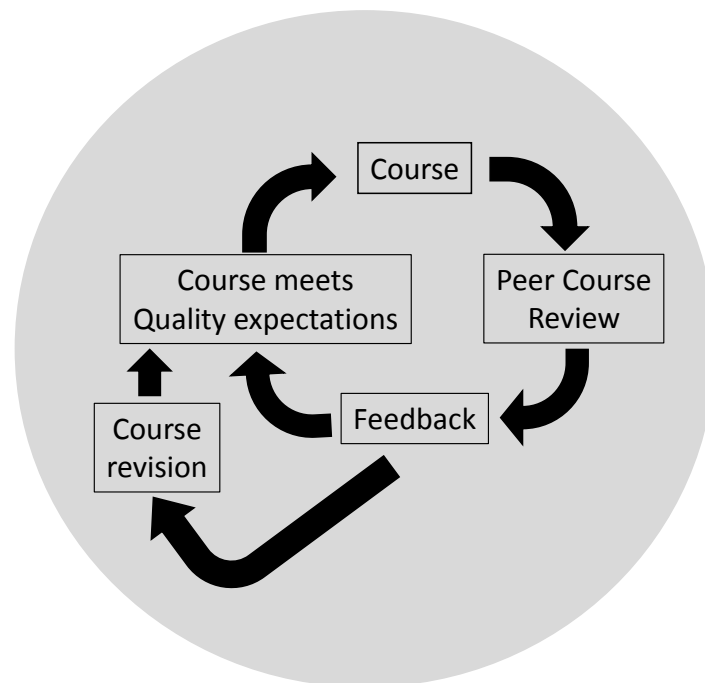 Course
Peer Course
Review
Feedback
Course
revision
Course meets
Quality expectations